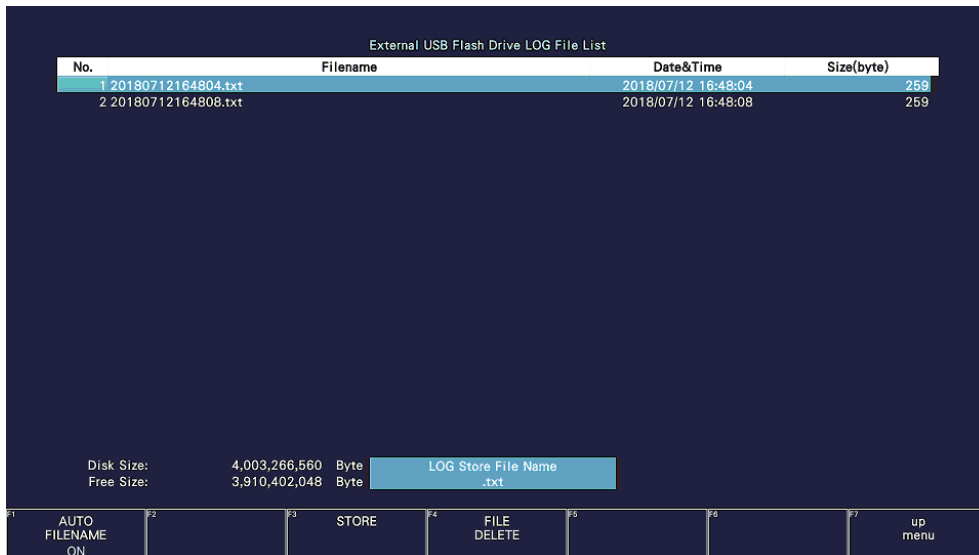 External USB Flash Drive LOG File List
No. Filename Date&Time Size(byte)
1 20180712164804.txt 2018/07/12 16:48:04 259
2 20180712164808.txt 2018/07/12 16:48:08 259
Disk Size: 4,003,266,560 Byte
Free Size: 3,910,402,048 Byte
LOG Store File Name
.txt
F1 AUTO FILENAME ON
F2
F3 STORE
F4 FILE DELETE
F5
F6
F7 up menu